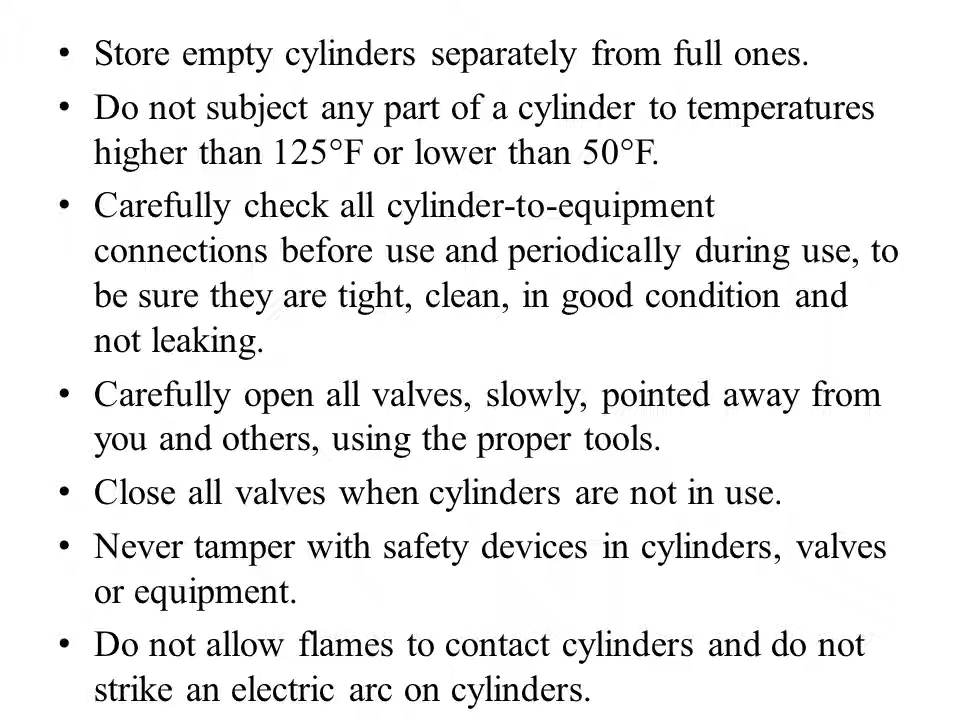 • Store empty cylinders separately from full ones.
• Do not subject any part of a cylinder to temperatures
higher than 125°F or lower than 50°F.
• Carefully check all cylinder-to-equipment
connections before use and periodically during use, to
be sure they are tight, clean, in good condition and
not leaking.
• Carefully open all valves, slowly, pointed away from
you and others, using the proper tools.
• Close all valves when cylinders are not in use.
• Never tamper with safety devices in cylinders, valves
or equipment.
• Do not allow flames to contact cylinders and do not
strike an electric arc on cylinders.